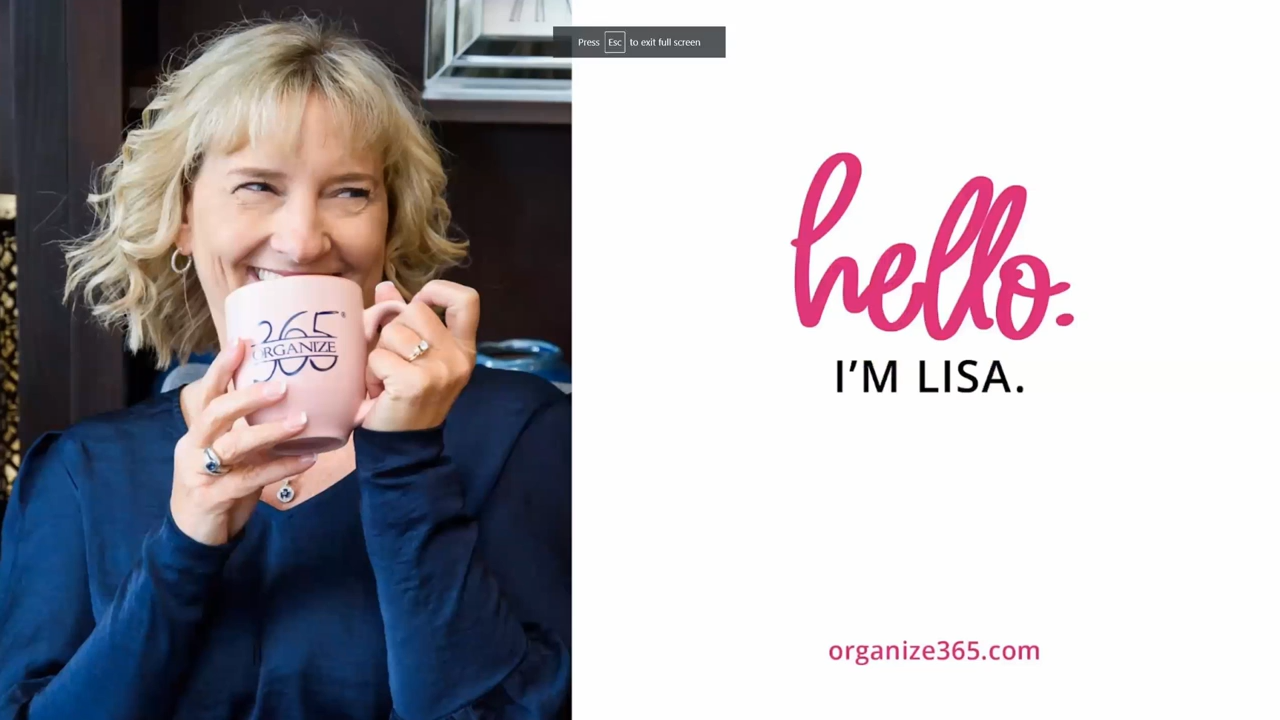 Press Esc to exit full screen
hello.
I'M LISA.
365®
ORGANIZE
organize365.com